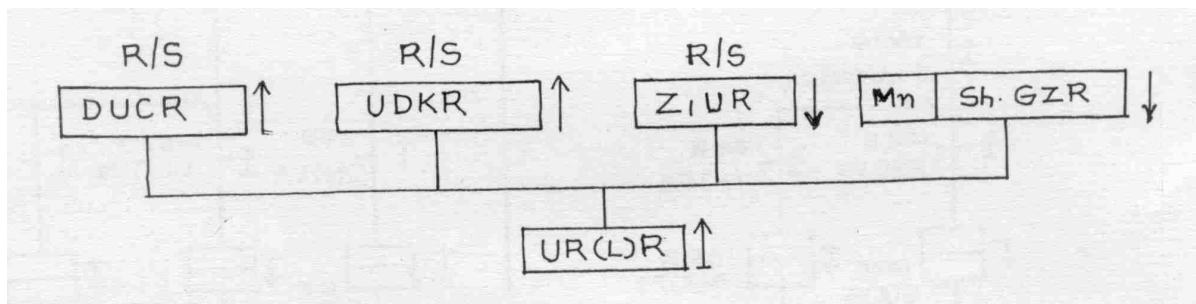 R/S R/S R/S
DUCR ↑ UDKR ↑ Z1UR ↓ Mn Sh. GZR ↓
UR(L)R ↑